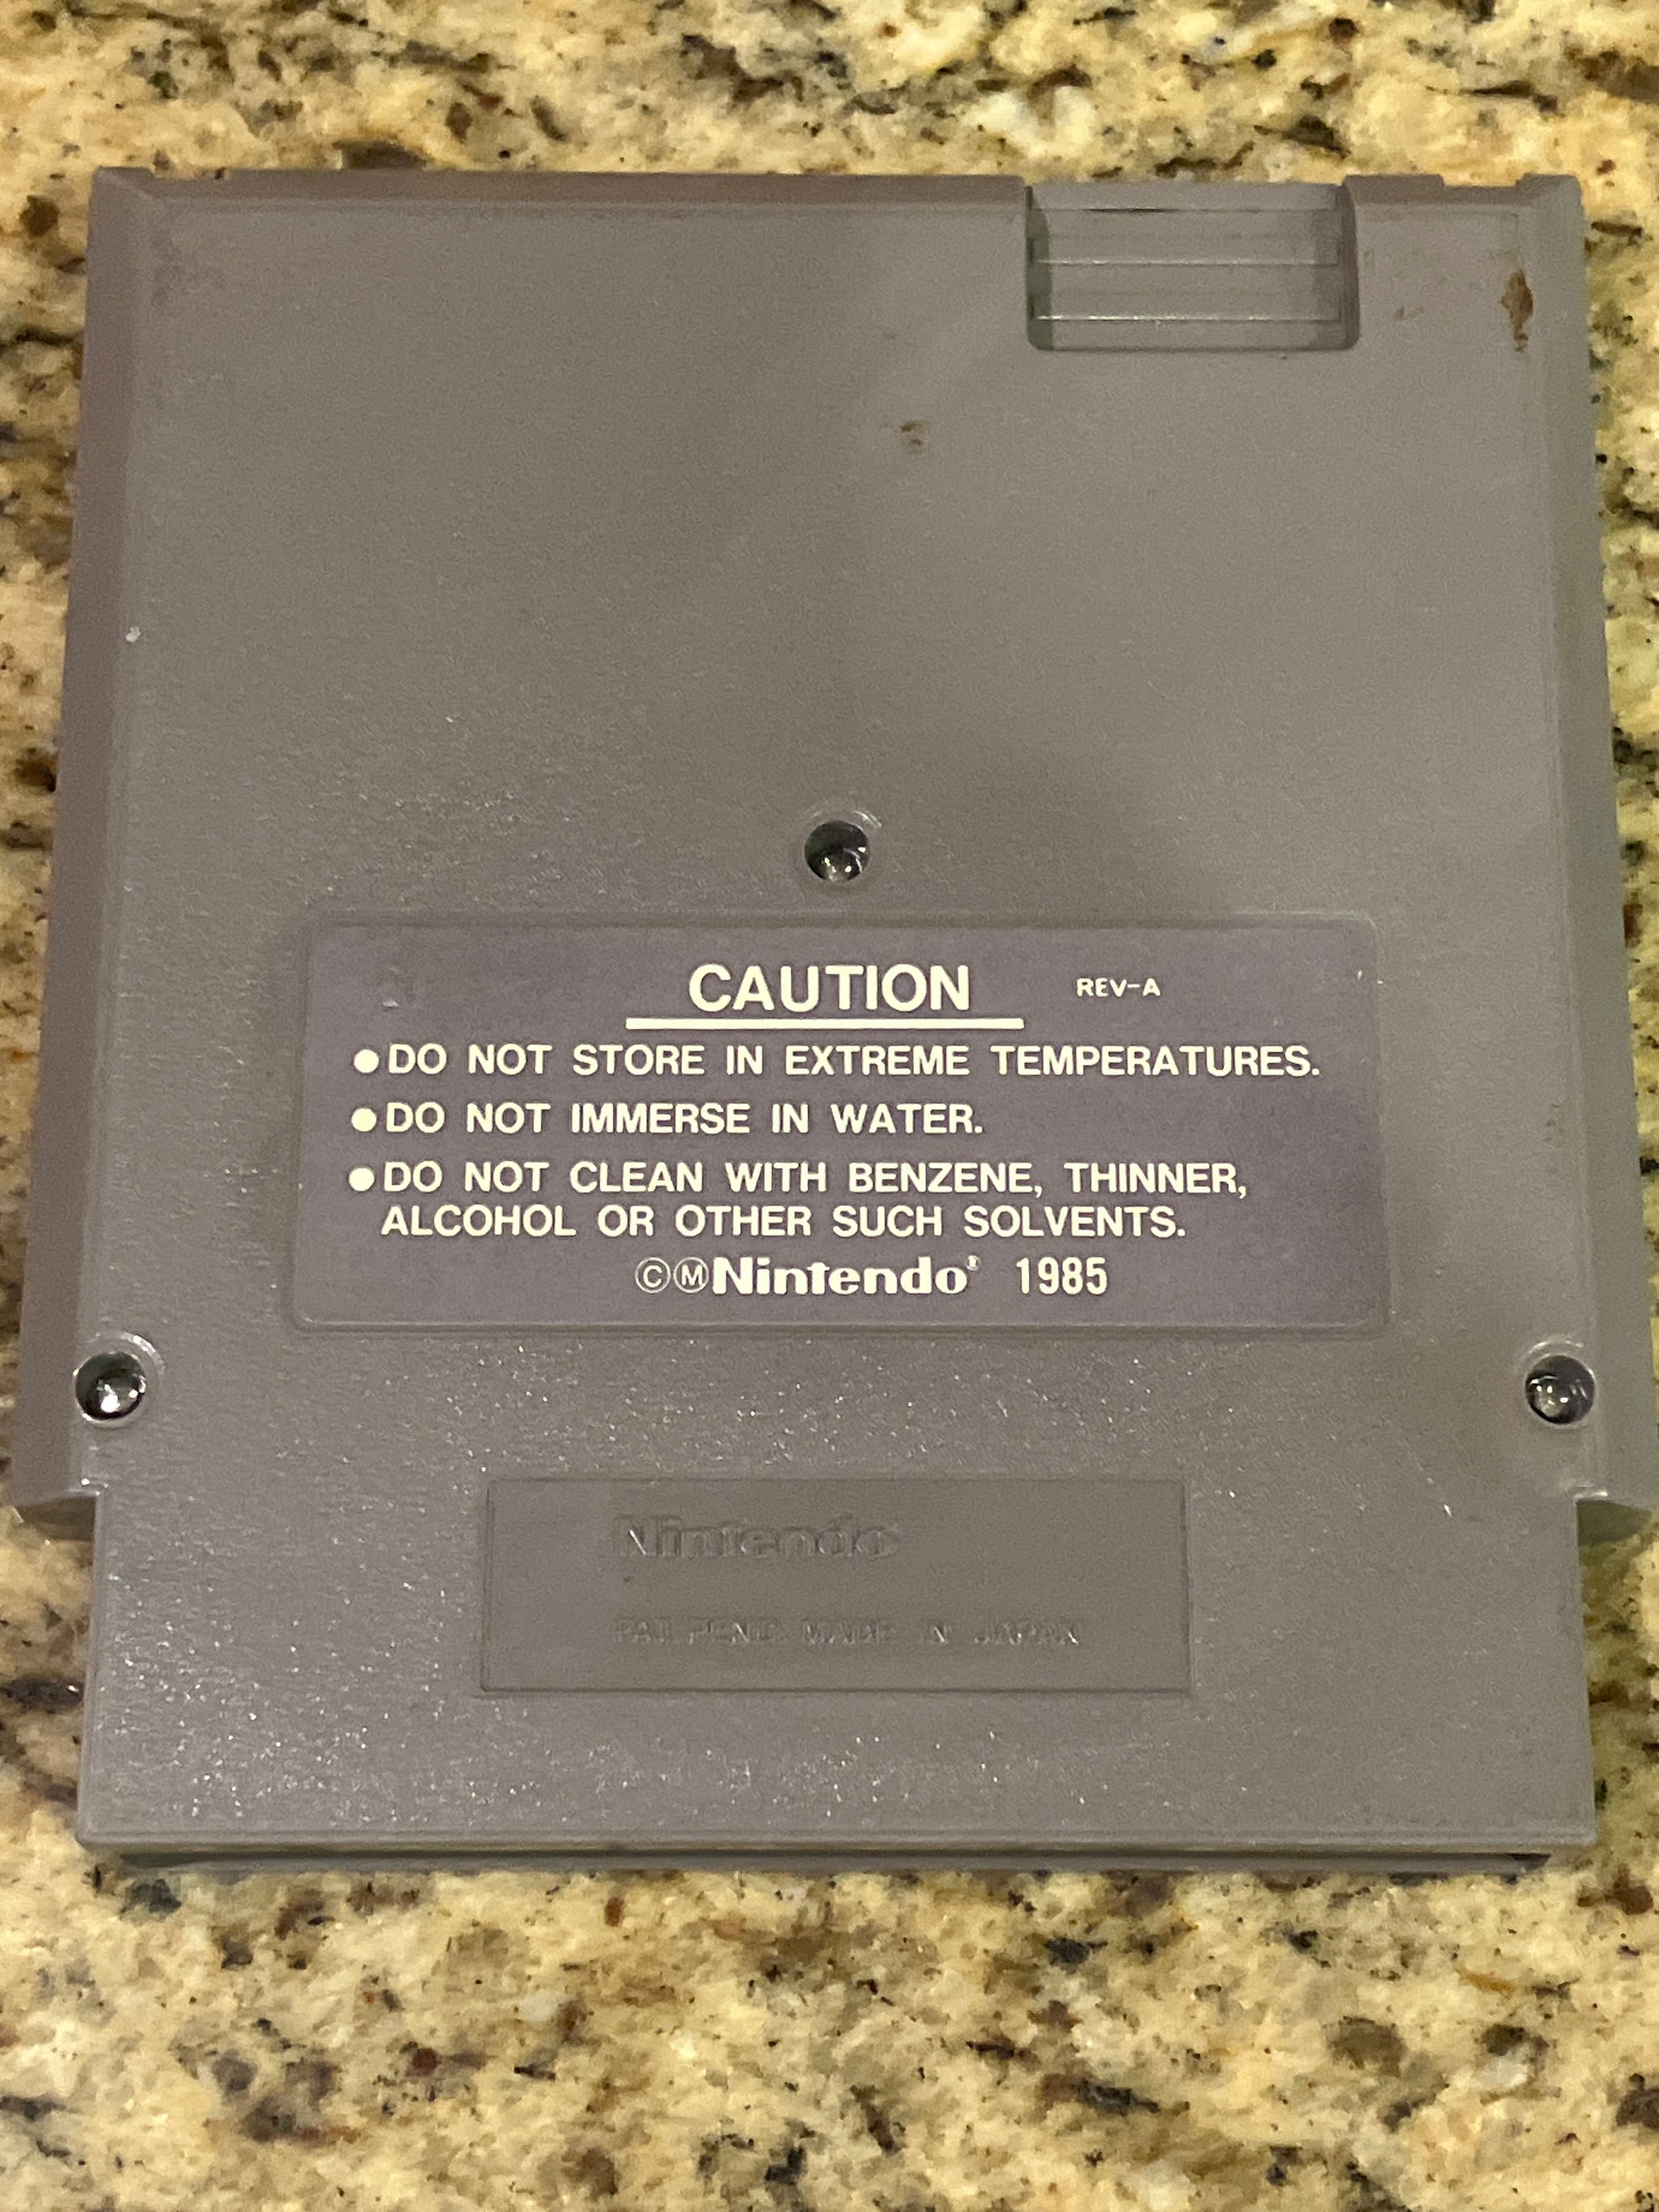 CAUTION REV-A
●DO NOT STORE IN EXTREME TEMPERATURES.
●DO NOT IMMERSE IN WATER.
●DO NOT CLEAN WITH BENZENE, THINNER,
ALCOHOL OR OTHER SUCH SOLVENTS.
©ⓂNintendo® 1985
Nintendo®
PAT. PEND. MADE IN JAPAN